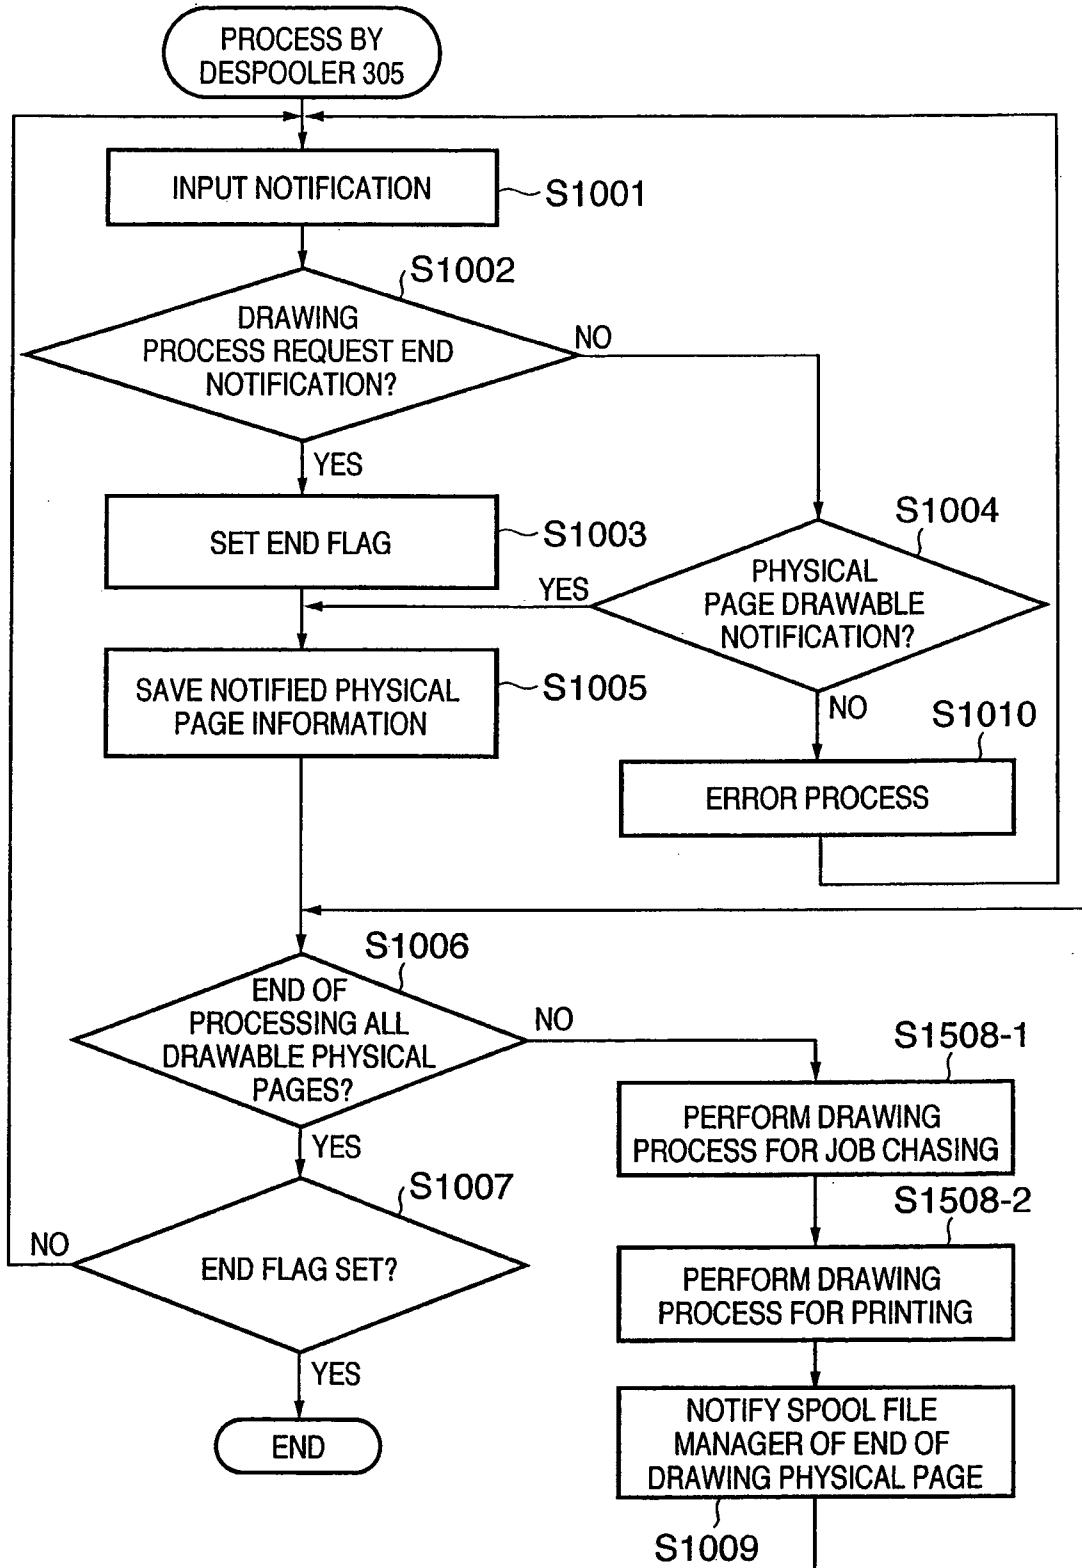 PROCESS BY
DESPOOLER 305
INPUT NOTIFICATION
S1001
S1002
DRAWING
PROCESS REQUEST END
NOTIFICATION?
NO
YES
SET END FLAG
S1003
S1004
PHYSICAL
PAGE DRAWABLE
NOTIFICATION?
YES
NO
SAVE NOTIFIED PHYSICAL
PAGE INFORMATION
S1005
S1010
ERROR PROCESS
S1006
END OF
PROCESSING ALL
DRAWABLE PHYSICAL
PAGES?
NO
YES
S1508-1
PERFORM DRAWING
PROCESS FOR JOB CHASING
S1007
END FLAG SET?
NO
YES
S1508-2
PERFORM DRAWING
PROCESS FOR PRINTING
END
NOTIFY SPOOL FILE
MANAGER OF END OF
DRAWING PHYSICAL PAGE
S1009